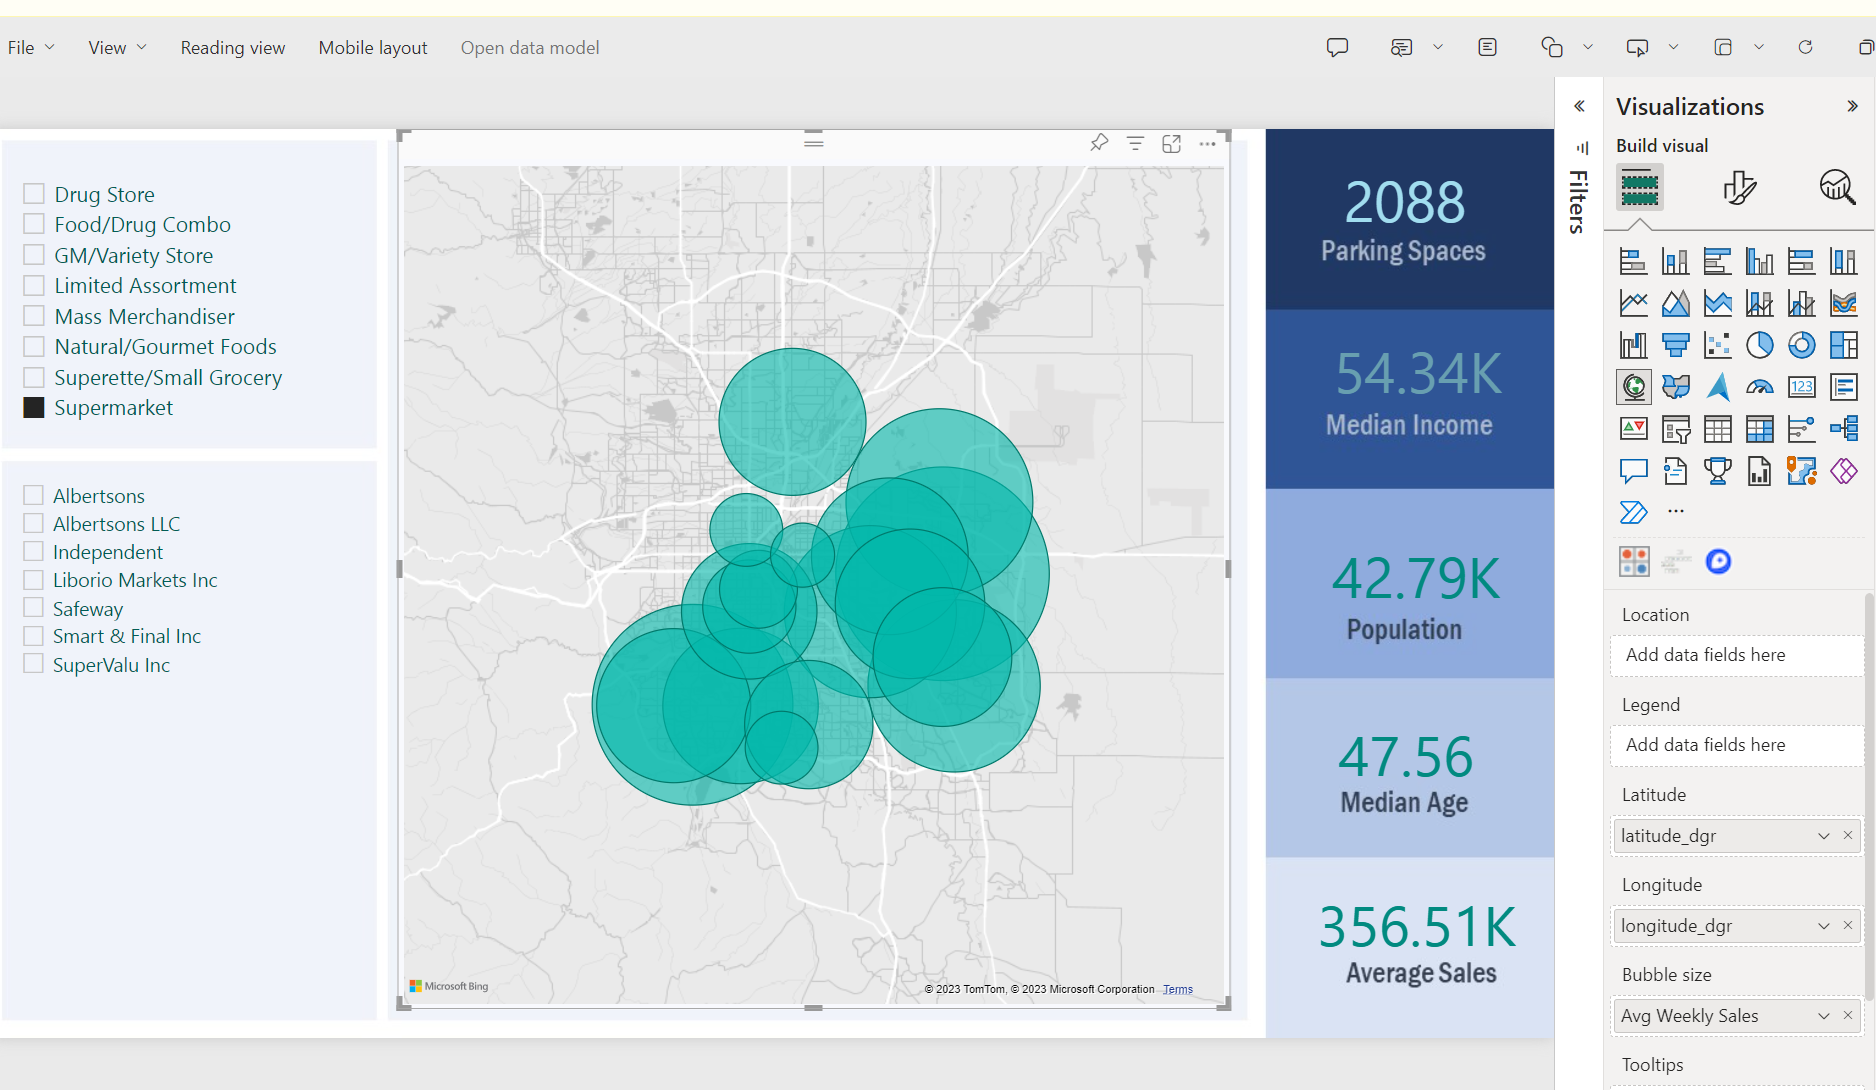 File
View
Reading view
Mobile layout
Open data model
Drug Store
Food/Drug Combo
GM/Variety Store
Limited Assortment
Mass Merchandiser
Natural/Gourmet Foods
Superette/Small Grocery
Supermarket
Albertsons
Albertsons LLC
Independent
Liborio Markets Inc
Safeway
Smart & Final Inc
SuperValu Inc
Microsoft Bing
© 2023 TomTom, © 2023 Microsoft Corporation Terms
2088
Parking Spaces
54.34K
Median Income
42.79K
Population
47.56
Median Age
356.51K
Average Sales
Filters
Visualizations
Build visual
123
Location
Add data fields here
Legend
Add data fields here
Latitude
latitude_dgr
Longitude
longitude_dgr
Bubble size
Avg Weekly Sales
Tooltips